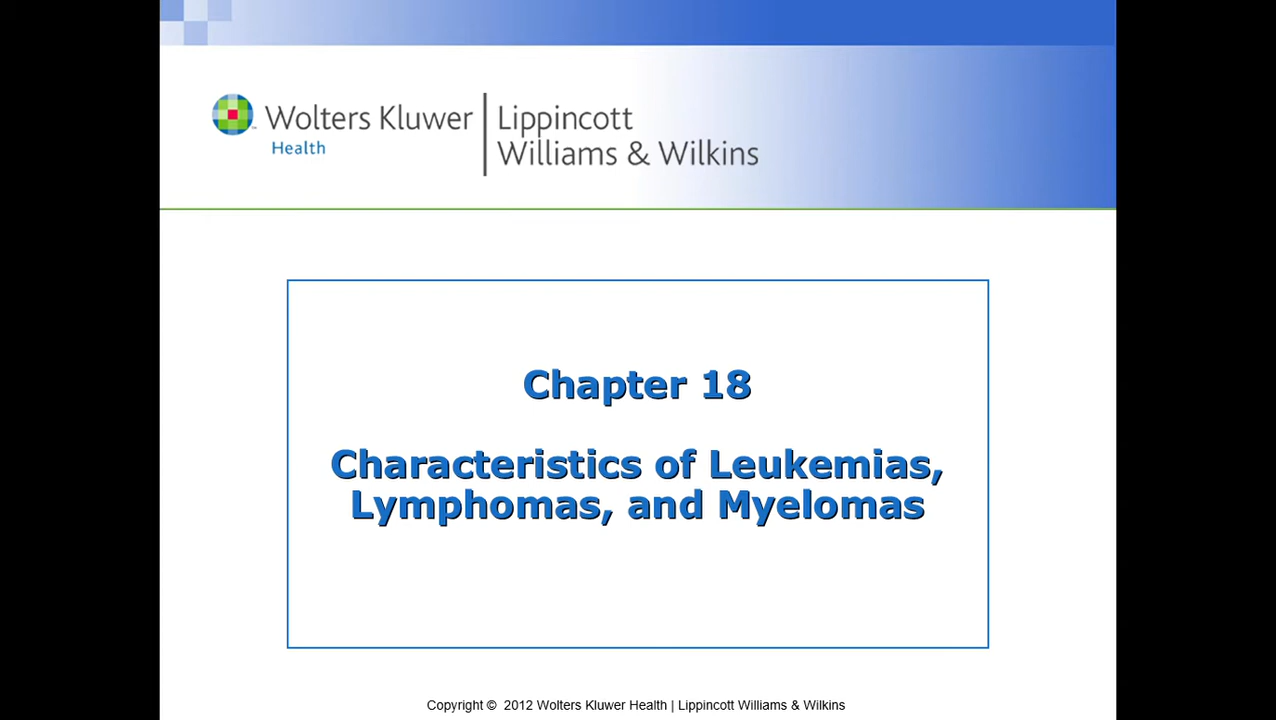 Wolters Kluwer
Health
Lippincott
Williams & Wilkins
Chapter 18
Characteristics of Leukemias,
Lymphomas, and Myelomas
Copyright © 2012 Wolters Kluwer Health | Lippincott Williams & Wilkins